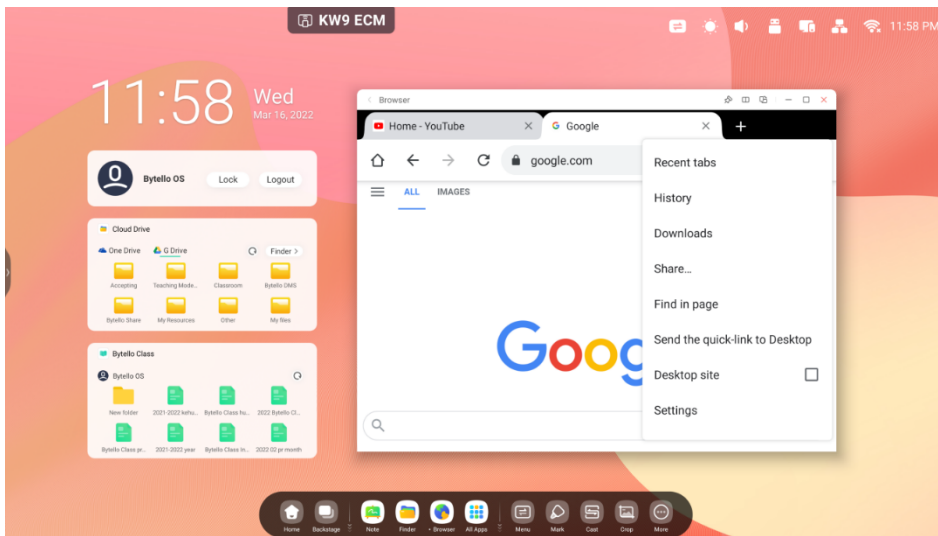 KW9 ECM
11:58 PM
11:58
Wed
Mar 16, 2022
Bytello OS
Lock
Logout
Cloud Drive
One Drive
G Drive
Finder >
Accepting
Teaching Mode...
Classroom
Bytello DMS
Bytello Share
My Resources
Other
My files
Bytello Class
Bytello OS
New folder
2021-2022 kehu...
Bytello Class hu...
2022 Bytello Cl...
Bytello Class pr...
2021-2022 year
Bytello Class In...
2022 02 pr month
Browser
Home - YouTube
Google
google.com
ALL
IMAGES
Goog
Recent tabs
History
Downloads
Share...
Find in page
Send the quick-link to Desktop
Desktop site
Settings
Home
Backstage
Note
Finder
• Browser
All Apps
Menu
Mark
Cast
Crop
More